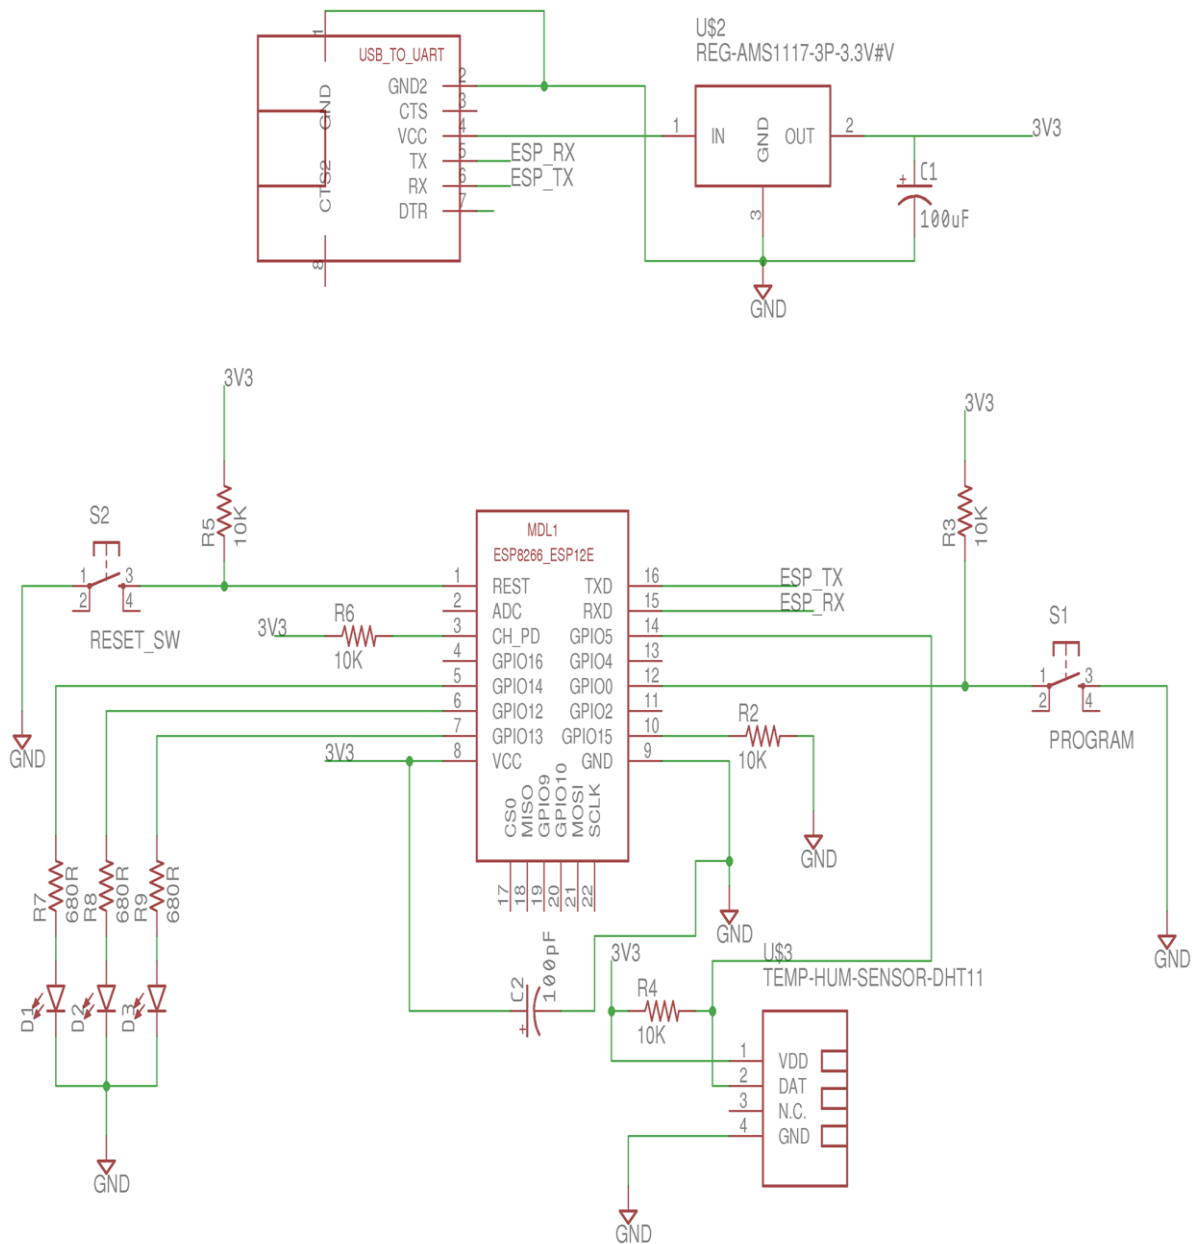 1
USB_TO_UART
GND
CTS2
8
GND2 2
CTS 3
VCC 4
TX 5
RX 6
DTR 7
ESP_RX
ESP_TX
U$2
REG-AMS1117-3P-3.3V#V
1 IN GND OUT 2
3
3V3
+ C1
100uF
GND
3V3
R5
10K
S2
1 3
2 4
RESET_SW
GND
3V3
R6
10K
3V3
MDL1
ESP8266_ESP12E
1 REST TXD 16
2 ADC RXD 15
3 CH_PD GPIO5 14
4 GPIO16 GPIO4 13
5 GPIO14 GPIO0 12
6 GPIO12 GPIO2 11
7 GPIO13 GPIO15 10
8 VCC GND 9
CS0
MISO
GPIO9
GPIO10
MOSI
SCLK
17
18
19
20
21
22
ESP_TX
ESP_RX
3V3
R3
10K
S1
1 3
2 4
PROGRAM
GND
R2
10K
GND
GND
R7
680R
R8
680R
R9
680R
D1
D2
D3
GND
C2
100pF
+
3V3
R4
10K
U$3
TEMP-HUM-SENSOR-DHT11
1 VDD
2 DAT
3 N.C.
4 GND
GND